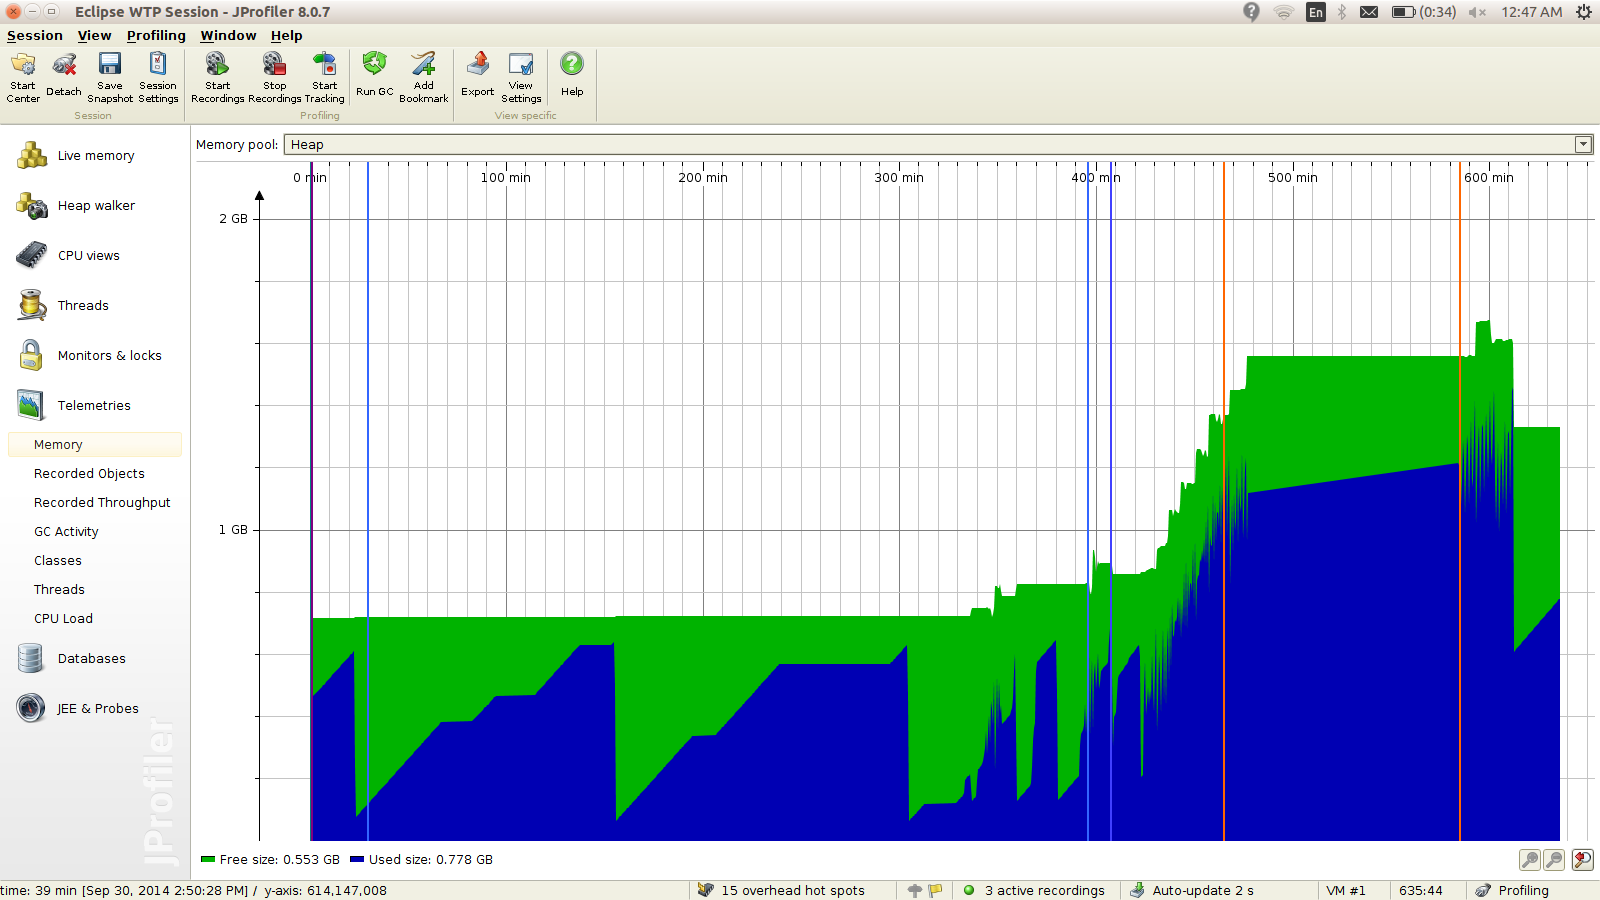 Eclipse WTP Session - JProfiler 8.0.7
En
(0:34)
12:47 AM
Session View Profiling Window Help
Start Center
Detach
Save Snapshot
Session Settings
Start Recordings
Stop Recordings
Start Tracking
Run GC
Add Bookmark
Export
View Settings
Help
Session
Profiling
View specific
Live memory
Heap walker
CPU views
Threads
Monitors & locks
Telemetries
Memory
Recorded Objects
Recorded Throughput
GC Activity
Classes
Threads
CPU Load
Databases
JEE & Probes
JProfiler
Memory pool: Heap
0 min 100 min 200 min 300 min 400 min 500 min 600 min
2 GB
1 GB
Free size: 0.553 GB Used size: 0.778 GB
time: 39 min [Sep 30, 2014 2:50:28 PM] / y-axis: 614,147,008
15 overhead hot spots
3 active recordings
Auto-update 2 s
VM #1
635:44
Profiling